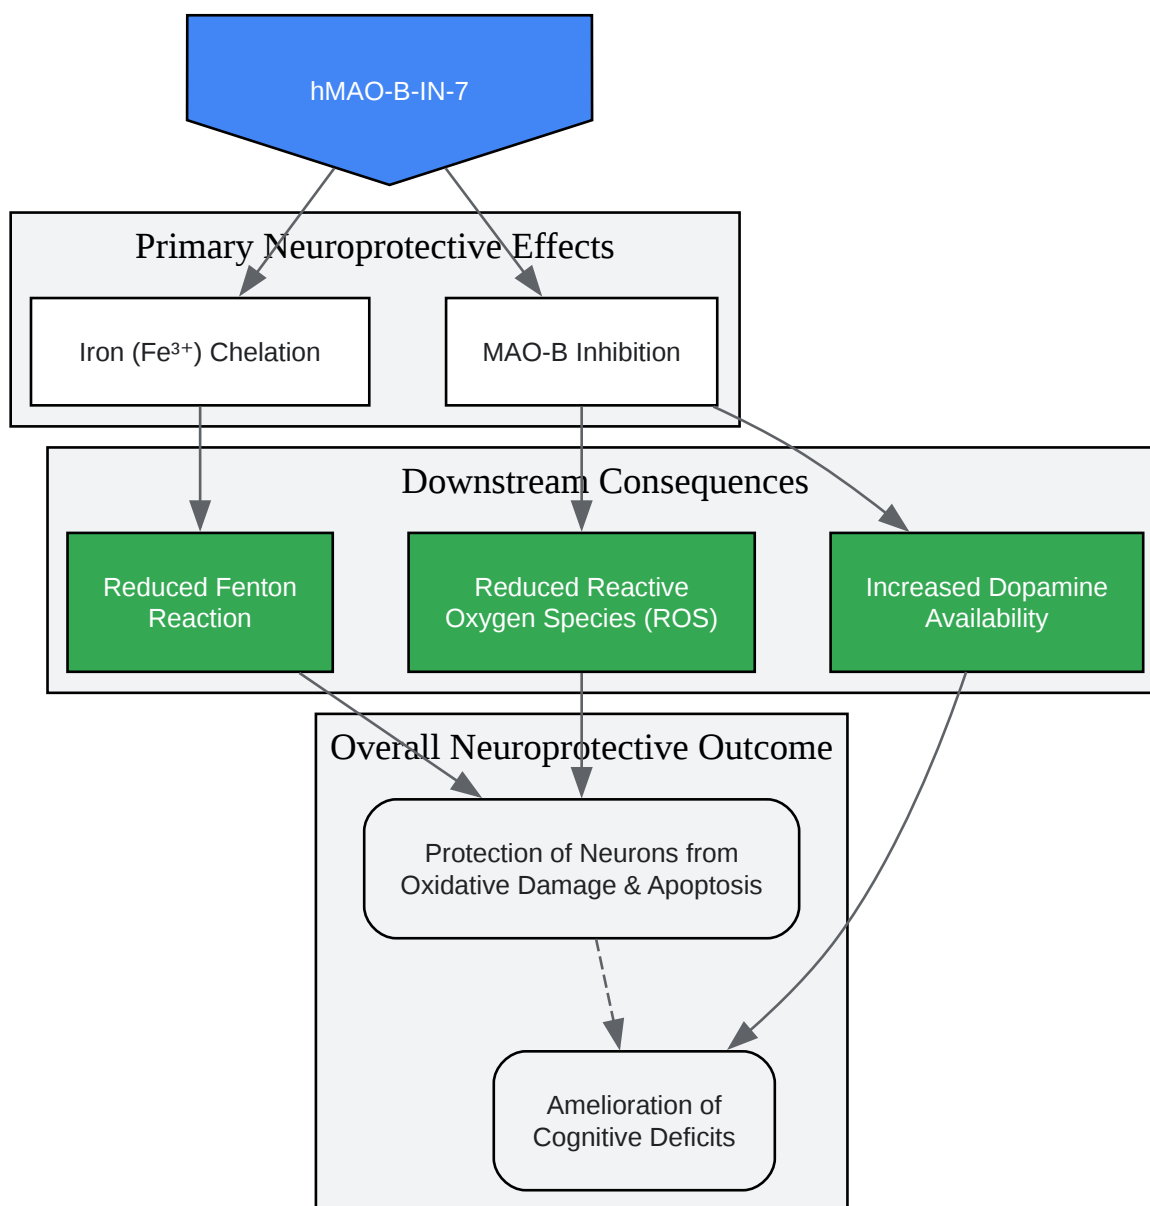 hMAO-B-IN-7
Primary Neuroprotective Effects
Iron (Fe³⁺) Chelation
MAO-B Inhibition
Downstream Consequences
Reduced Fenton
Reaction
Reduced Reactive
Oxygen Species (ROS)
Increased Dopamine
Availability
Overall Neuroprotective Outcome
Protection of Neurons from
Oxidative Damage & Apoptosis
Amelioration of
Cognitive Deficits